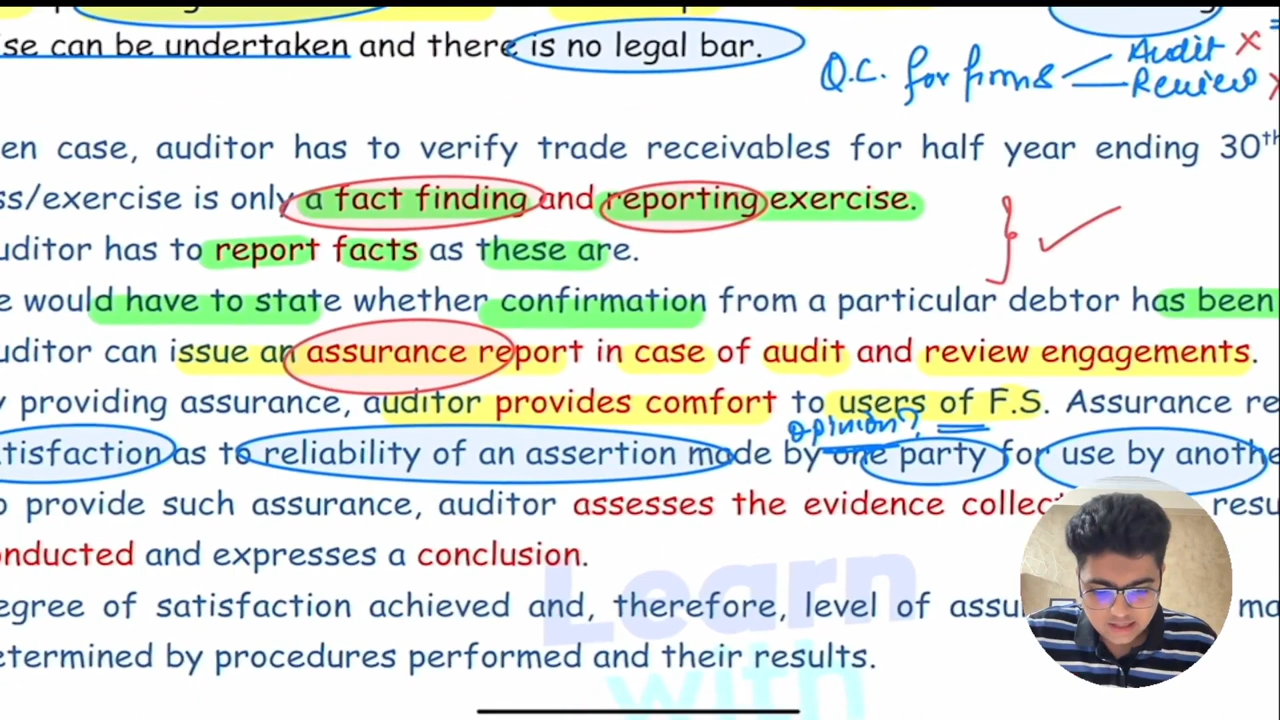 se can be undertaken and there is no legal bar.
Q.C. for firms Audit x
Review x
en case, auditor has to verify trade receivables for half year ending 30th
ss/exercise is only a fact finding and reporting exercise.
uditor has to report facts as these are.
e would have to state whether confirmation from a particular debtor has been
uditor can issue an assurance report in case of audit and review engagements.
y providing assurance, auditor provides comfort to users of F.S. Assurance re
opinion?
tisfaction as to reliability of an assertion made by one party for use by anothe
o provide such assurance, auditor assesses the evidence collec resu
onducted and expresses a conclusion.
egree of satisfaction achieved and, therefore, level of assu ma
etermined by procedures performed and their results.
Learn
with